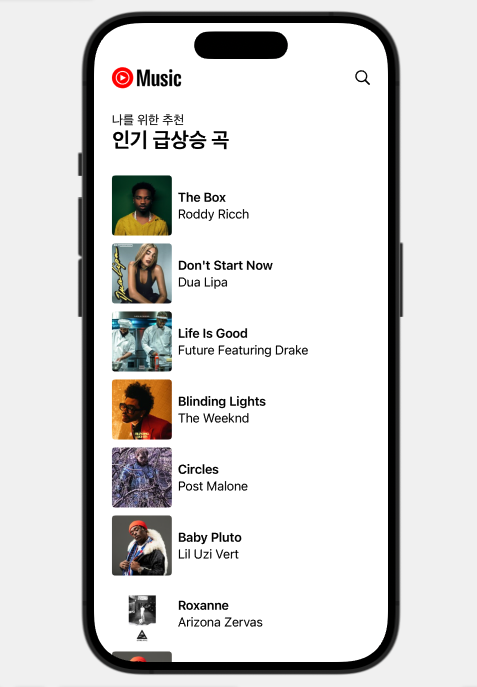 Music
나를 위한 추천
인기 급상승 곡
The Box
Roddy Ricch
Don't Start Now
Dua Lipa
Life Is Good
Future Featuring Drake
Blinding Lights
The Weeknd
Circles
Post Malone
Baby Pluto
Lil Uzi Vert
Roxanne
Arizona Zervas